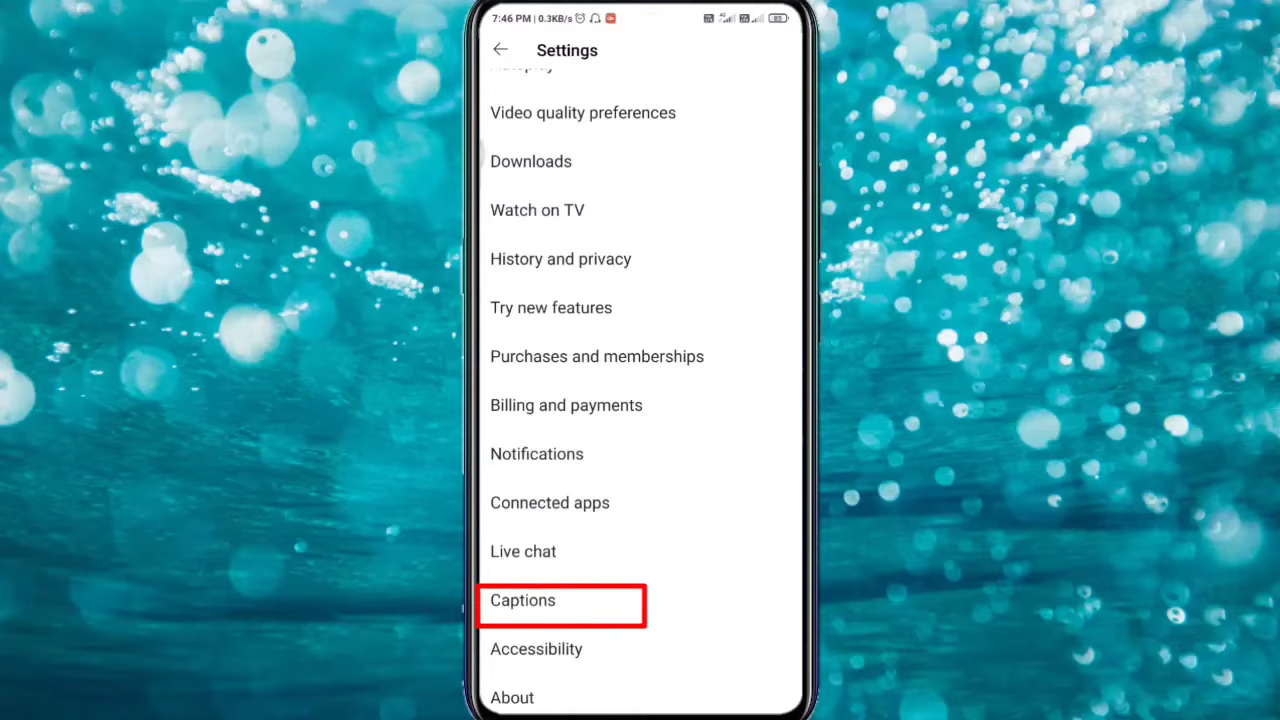 7:46 PM | 0.3KB/s
85
Settings
Video quality preferences
Downloads
Watch on TV
History and privacy
Try new features
Purchases and memberships
Billing and payments
Notifications
Connected apps
Live chat
Captions
Accessibility
About